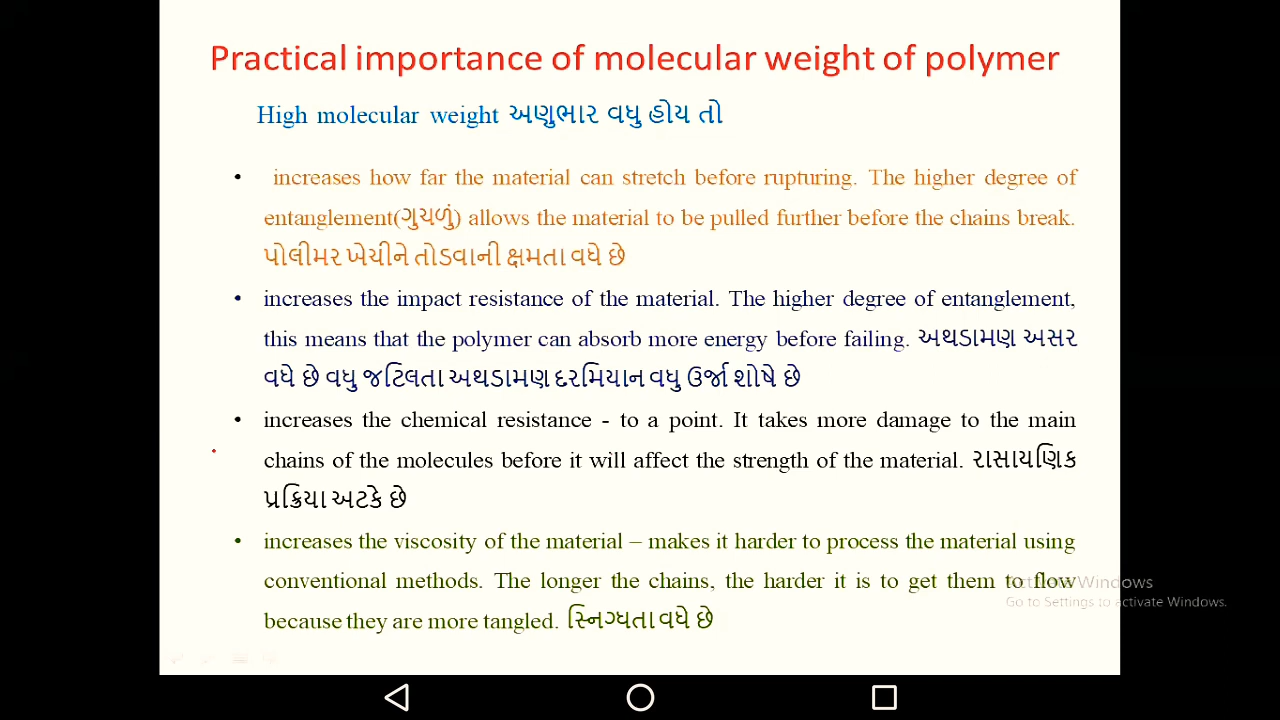 Practical importance of molecular weight of polymer
High molecular weight અણુભાર વધુ હોય તો
• increases how far the material can stretch before rupturing. The higher degree of
entanglement(ગુચળું) allows the material to be pulled further before the chains break.
પોલીમર ખેચીને તોડવાની ક્ષમતા વધે છે
• increases the impact resistance of the material. The higher degree of entanglement,
this means that the polymer can absorb more energy before failing. અથડામણ અસર
વધે છે વધુ જટિલતા અથડામણ દરમિયાન વધુ ઉર્જા શોષે છે
• increases the chemical resistance - to a point. It takes more damage to the main
chains of the molecules before it will affect the strength of the material. રાસાયણિક
પ્રક્રિયા અટકે છે
• increases the viscosity of the material – makes it harder to process the material using
conventional methods. The longer the chains, the harder it is to get them to flow
because they are more tangled. સ્નિગ્ધતા વધે છે
Activate Windows
Go to Settings to activate Windows.